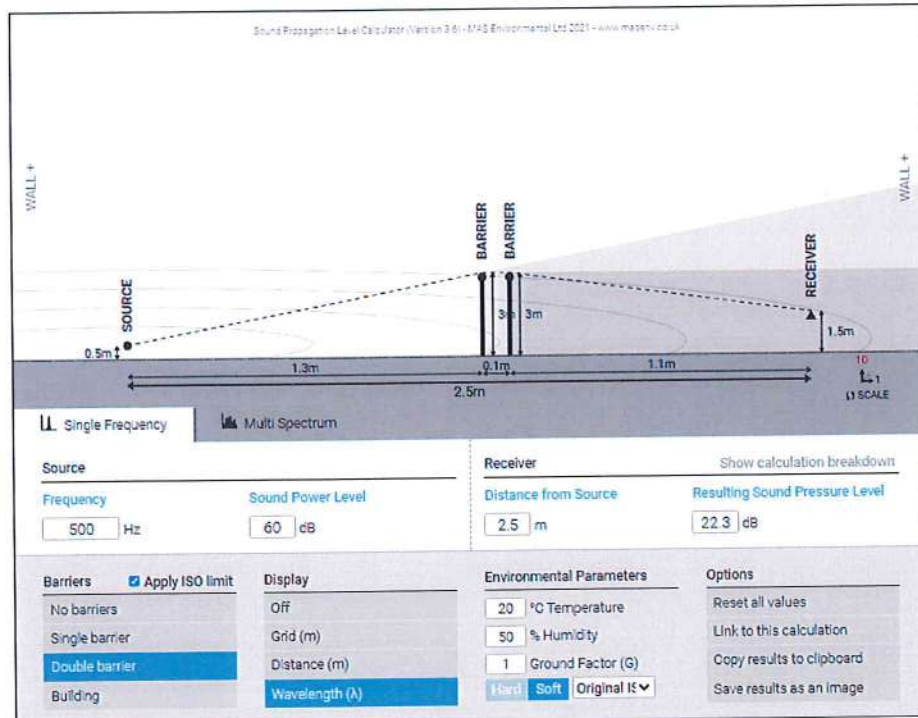 Sound Propagation Level Calculator (Version 3.6) - MAS Environmental Ltd 2021 - www.masenv.co.uk
WALL +
WALL +
SOURCE
BARRIER
BARRIER
RECEIVER
0.5m
3m
3m
1.5m
1.3m
0.1m
1.1m
2.5m
10
1
SCALE
Single Frequency
Multi Spectrum
Source
Receiver
Show calculation breakdown
Frequency
Sound Power Level
Distance from Source
Resulting Sound Pressure Level
500 Hz
60 dB
2.5 m
22.3 dB
Barriers
Apply ISO limit
No barriers
Single barrier
Double barrier
Building
Display
Off
Grid (m)
Distance (m)
Wavelength (λ)
Environmental Parameters
20 °C Temperature
50 % Humidity
1 Ground Factor (G)
Hard Soft Original IS
Options
Reset all values
Link to this calculation
Copy results to clipboard
Save results as an image